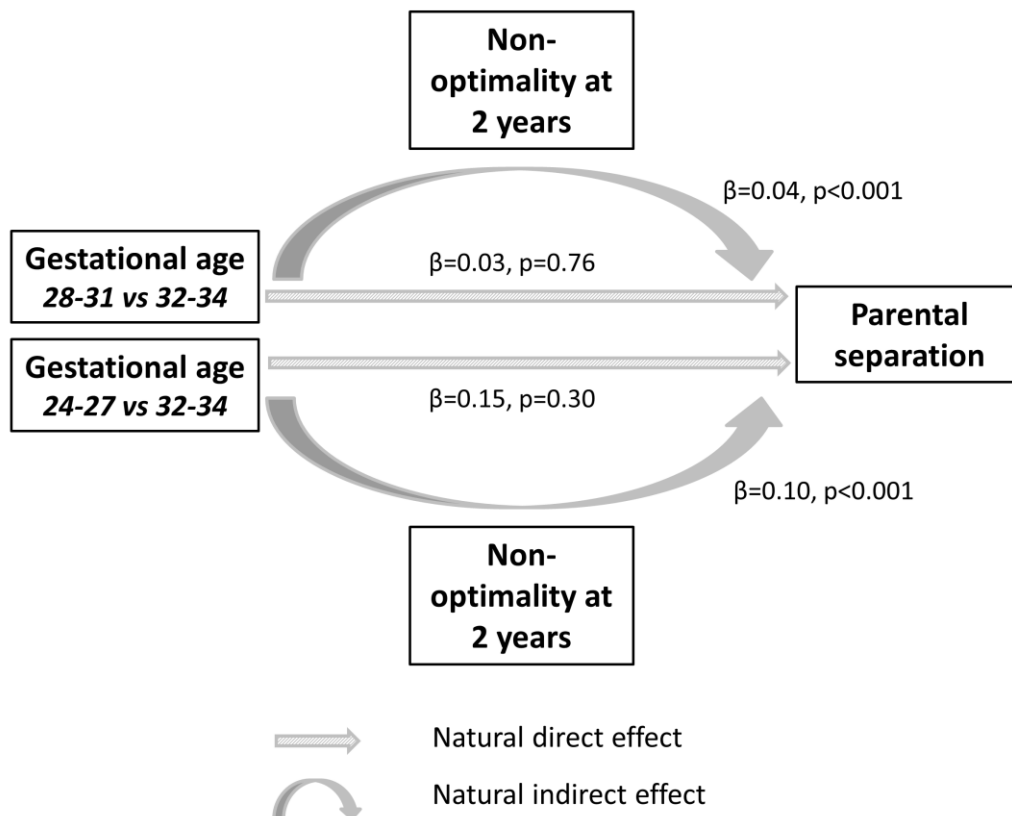 Non-
optimality at
2 years
β=0.04, p<0.001
Gestational age
28-31 vs 32-34
β=0.03, p=0.76
Parental
separation
Gestational age
24-27 vs 32-34
β=0.15, p=0.30
β=0.10, p<0.001
Non-
optimality at
2 years
Natural direct effect
Natural indirect effect